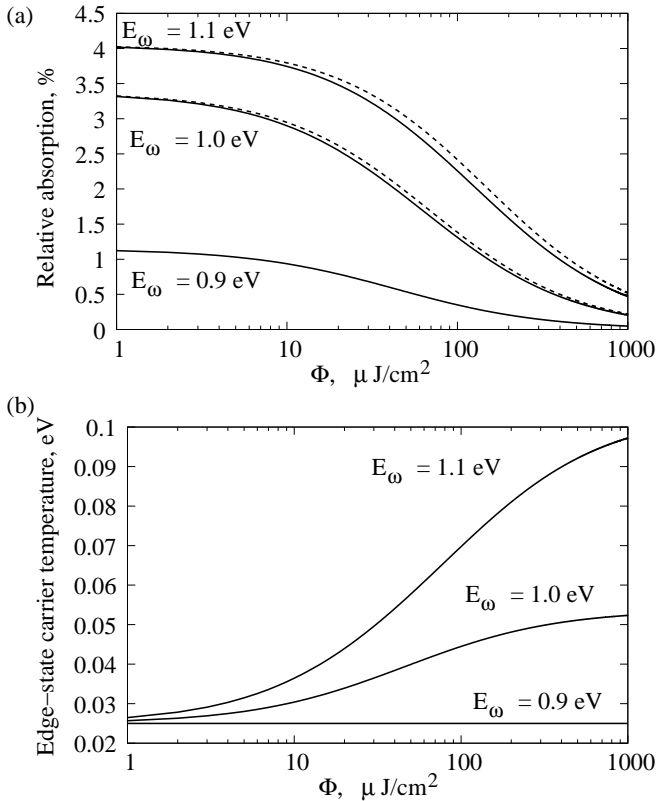 (a)
Relative absorption, %
4.5
4
3.5
3
2.5
2
1.5
1
0.5
0
E_ω = 1.1 eV
E_ω = 1.0 eV
E_ω = 0.9 eV
1 10 100 1000
Φ, μ J/cm²
(b)
Edge−state carrier temperature, eV
0.1
0.09
0.08
0.07
0.06
0.05
0.04
0.03
0.02
E_ω = 1.1 eV
E_ω = 1.0 eV
E_ω = 0.9 eV
1 10 100 1000
Φ, μ J/cm²